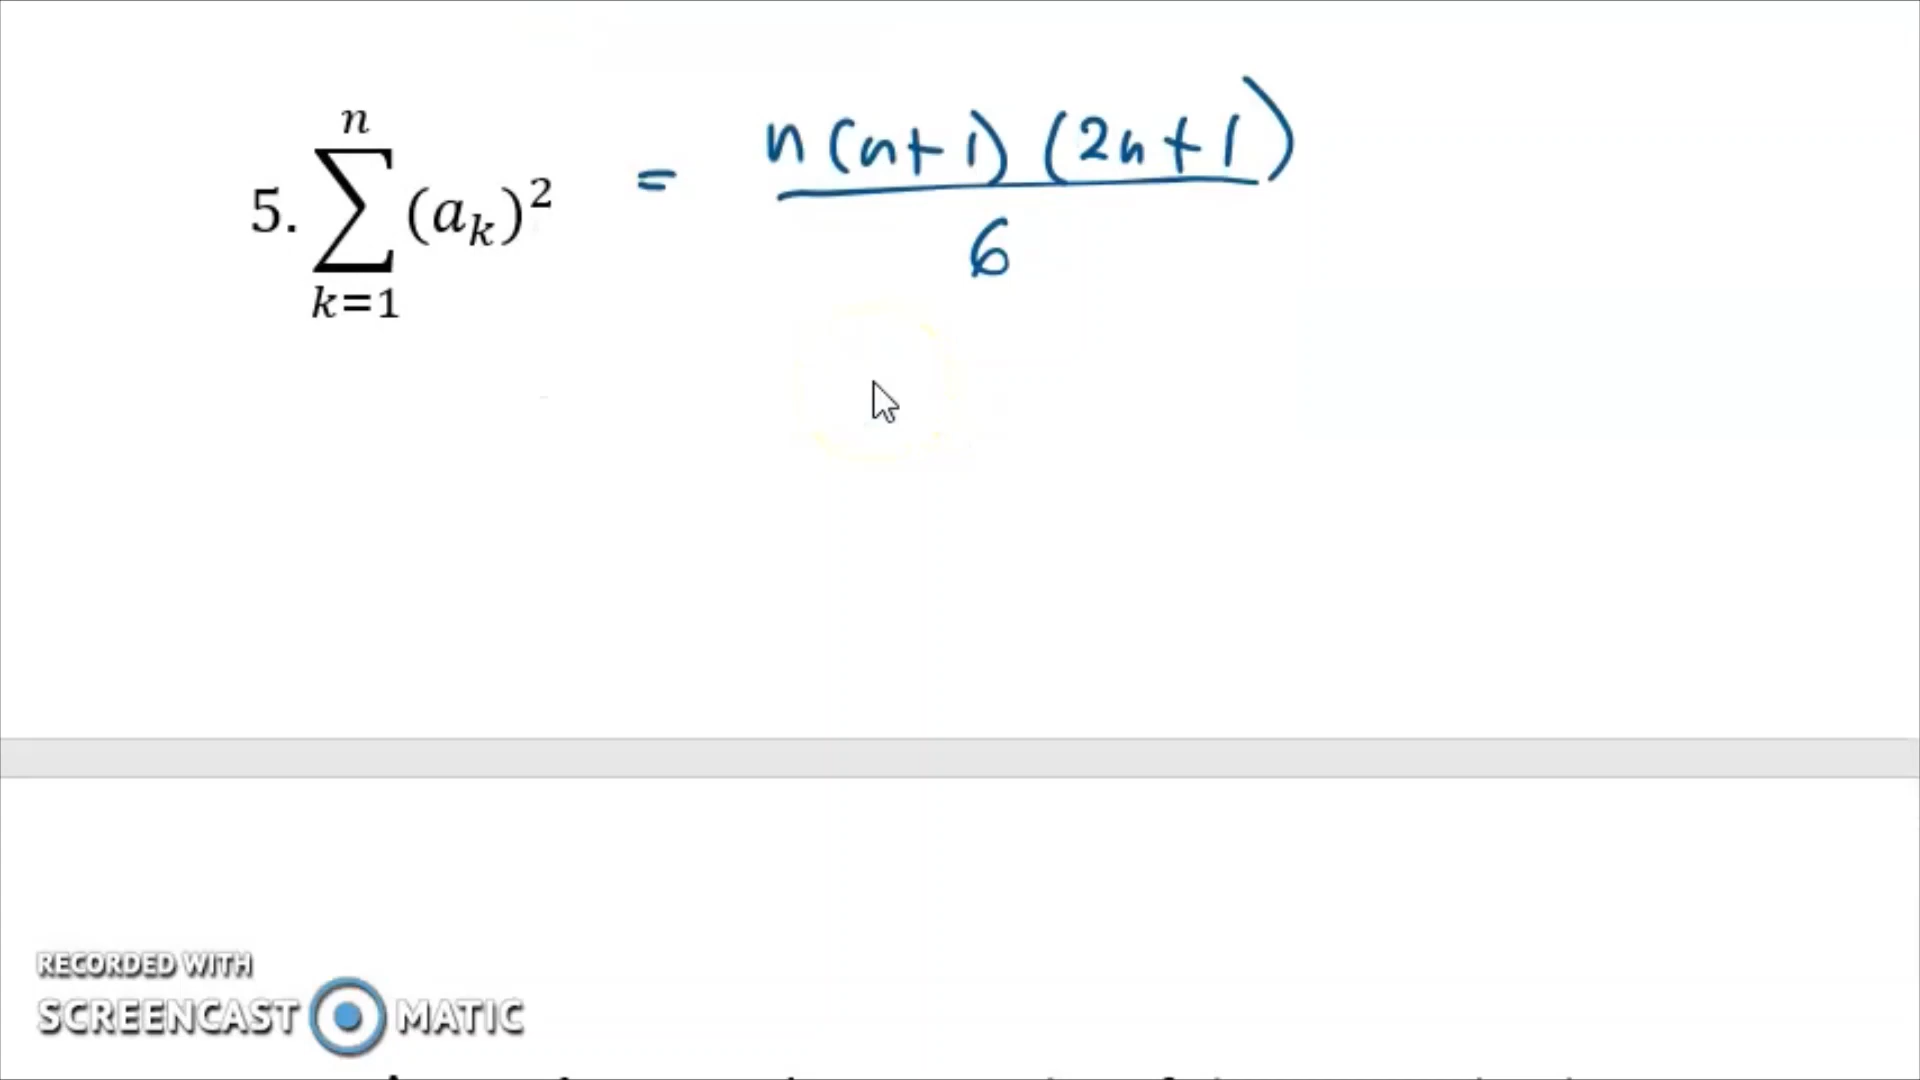 5. \sum_{k=1}^{n} (a_k)^2 = \frac{n(n+1)(2n+1)}{6}
RECORDED WITH
SCREENCAST MATIC